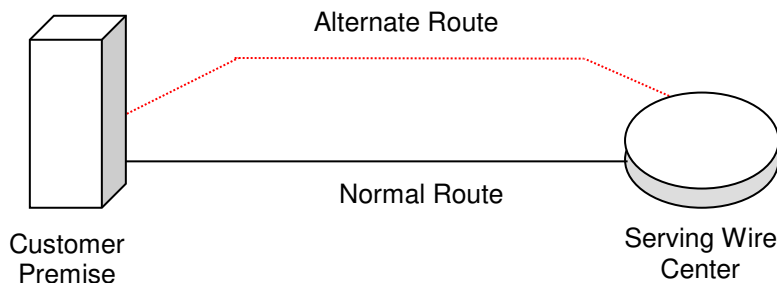 Alternate Route
Normal Route
Customer
Premise
Serving Wire
Center